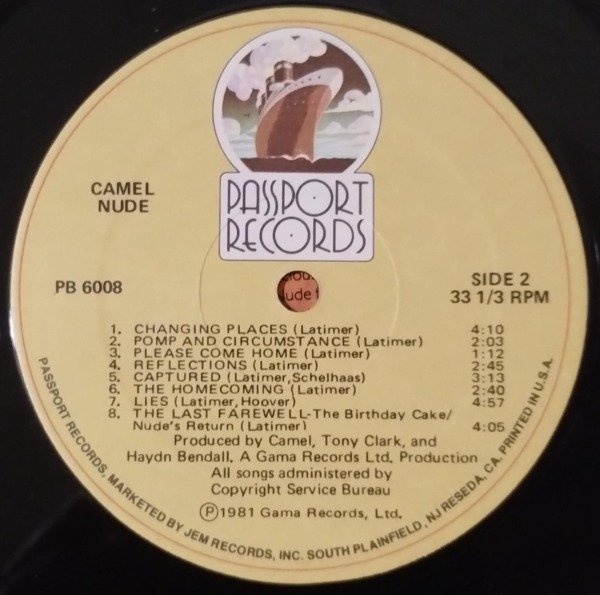 PASSPORT
RECORDS
CAMEL
NUDE
PB 6008
SIDE 2
33 1/3 RPM
ude f
1. CHANGING PLACES (Latimer) 4:10
2. POMP AND CIRCUMSTANCE (Latimer) 2:03
3. PLEASE COME HOME (Latimer) 1:12
4. REFLECTIONS (Latimer) 2:45
5. CAPTURED (Latimer,Schelhaas) 3:13
6. THE HOMECOMING (Latimer) 2:40
7. LIES (Latimer,Hoover) 4:57
8. THE LAST FAREWELL-The Birthday Cake/
Nude's Return (Latimer) 4:05
Produced by Camel, Tony Clark, and
Haydn Bendall. A Gama Records Ltd. Production
All songs administered by
Copyright Service Bureau
Ⓟ1981 Gama Records, Ltd.
PASSPORT RECORDS, MARKETED BY JEM RECORDS, INC. SOUTH PLAINFIELD, NJ RESEDA, CA. PRINTED IN U.S.A.